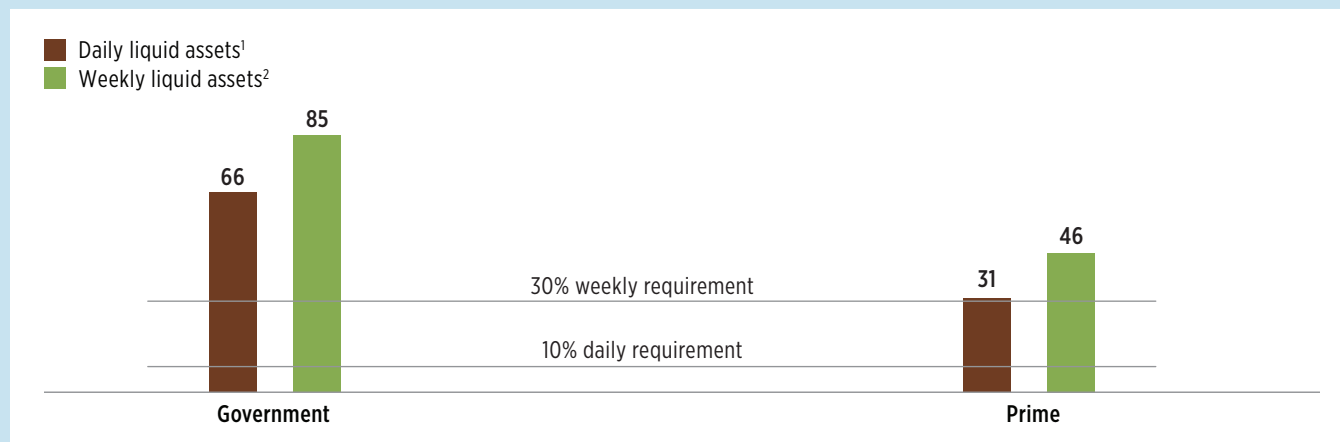 Daily liquid assets¹
Weekly liquid assets²
85
66
46
31
30% weekly requirement
10% daily requirement
Government
Prime